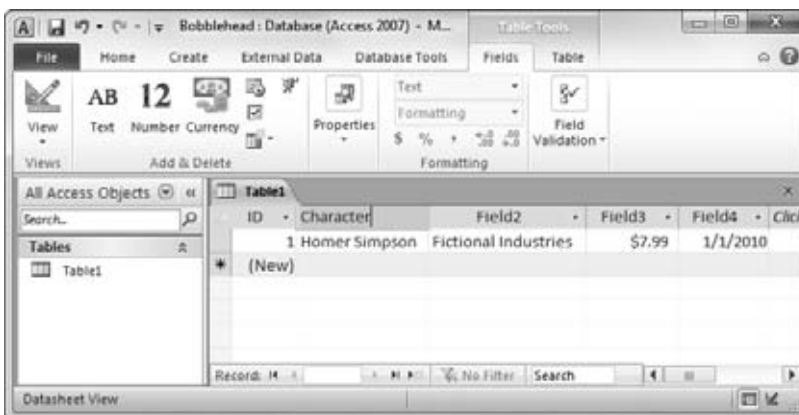 Bobblehead : Database (Access 2007) - M...
Table Tools
File Home Create External Data Database Tools Fields Table
View
AB Text
12 Number
Currency
Properties
Text
Formatting
$ % ,
Field Validation
Views Add & Delete Formatting
All Access Objects
Search...
Tables
Table1
Table1
ID Character Field2 Field3 Field4 Clic
1 Homer Simpson Fictional Industries $7.99 1/1/2010
* (New)
Record: No Filter Search
Datasheet View